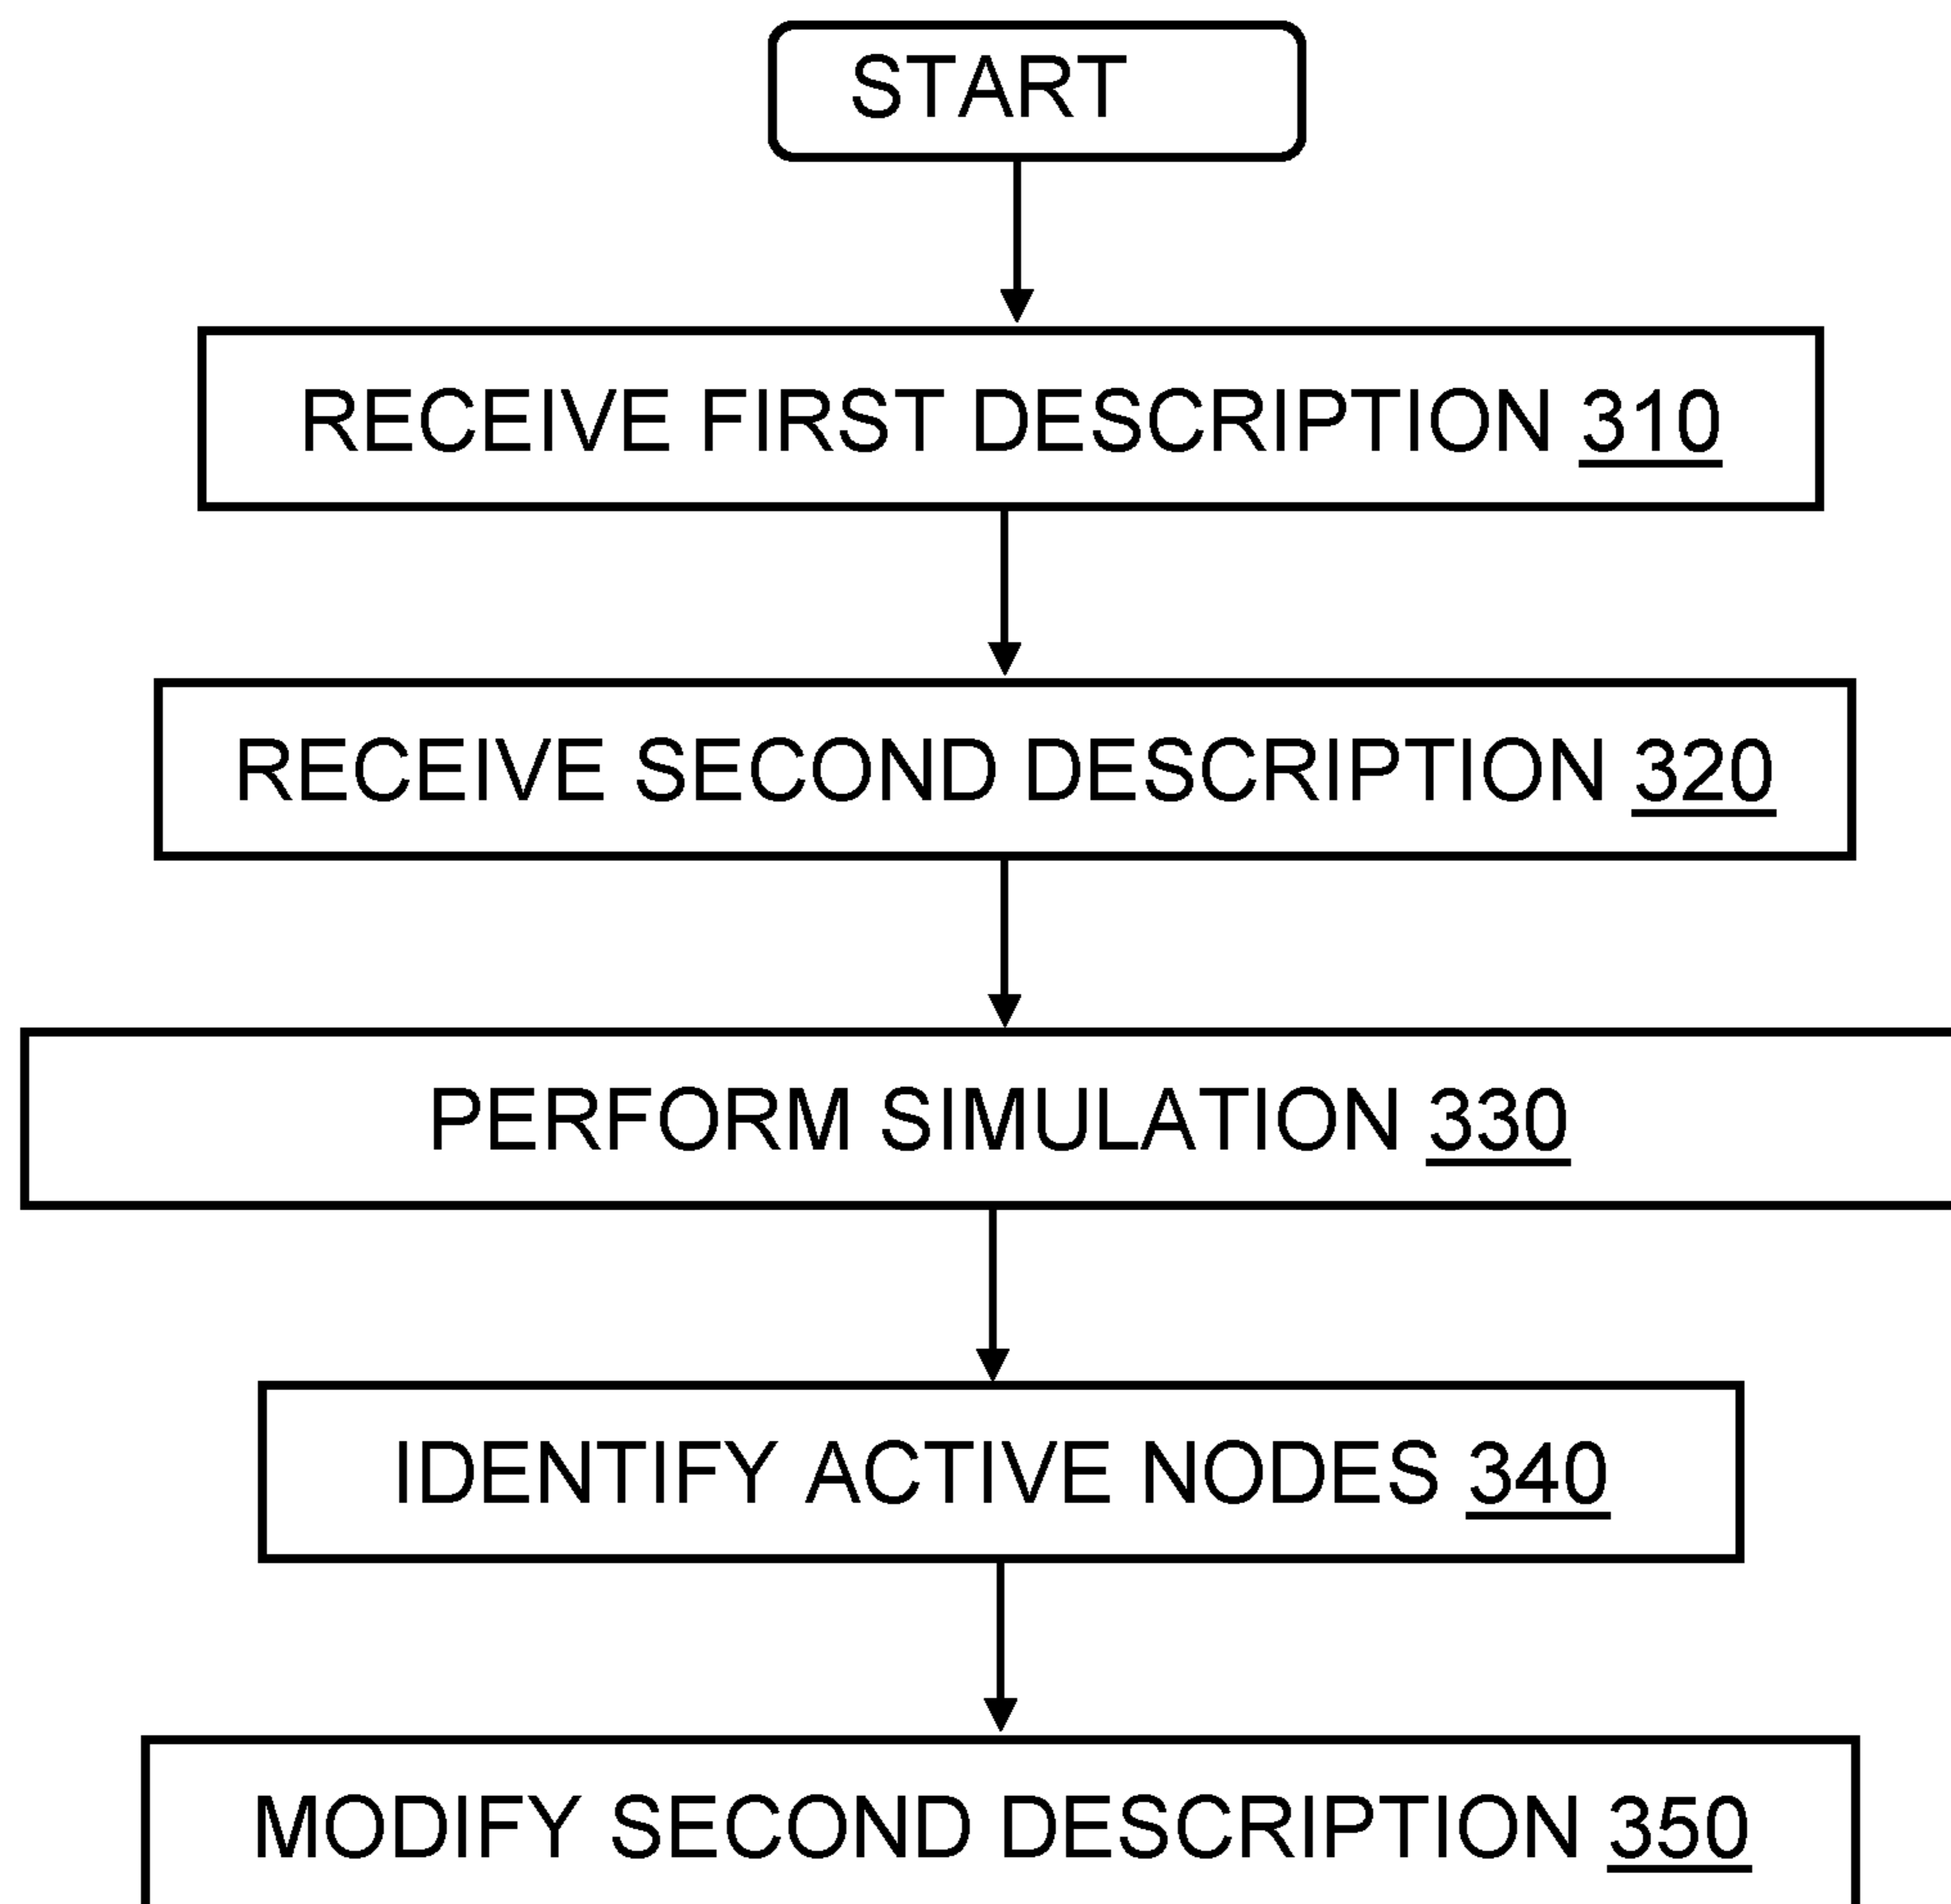 START
RECEIVE FIRST DESCRIPTION 310
RECEIVE SECOND DESCRIPTION 320
PERFORM SIMULATION 330
IDENTIFY ACTIVE NODES 340
MODIFY SECOND DESCRIPTION 350